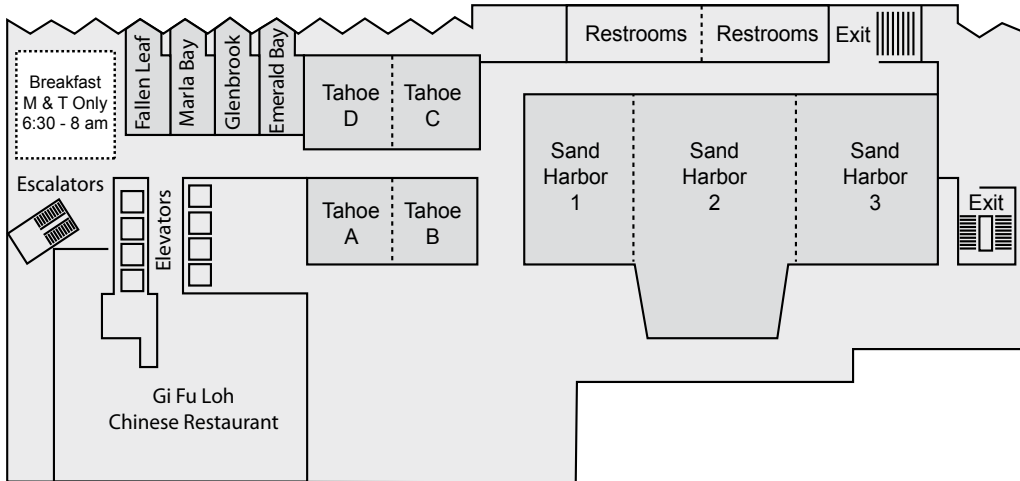 Restrooms
Restrooms
Exit
Breakfast
M & T Only
6:30 - 8 am
Fallen Leaf
Marla Bay
Glenbrook
Emerald Bay
Tahoe
D
Tahoe
C
Sand
Harbor
1
Sand
Harbor
2
Sand
Harbor
3
Escalators
Elevators
Tahoe
A
Tahoe
B
Exit
Gi Fu Loh
Chinese Restaurant